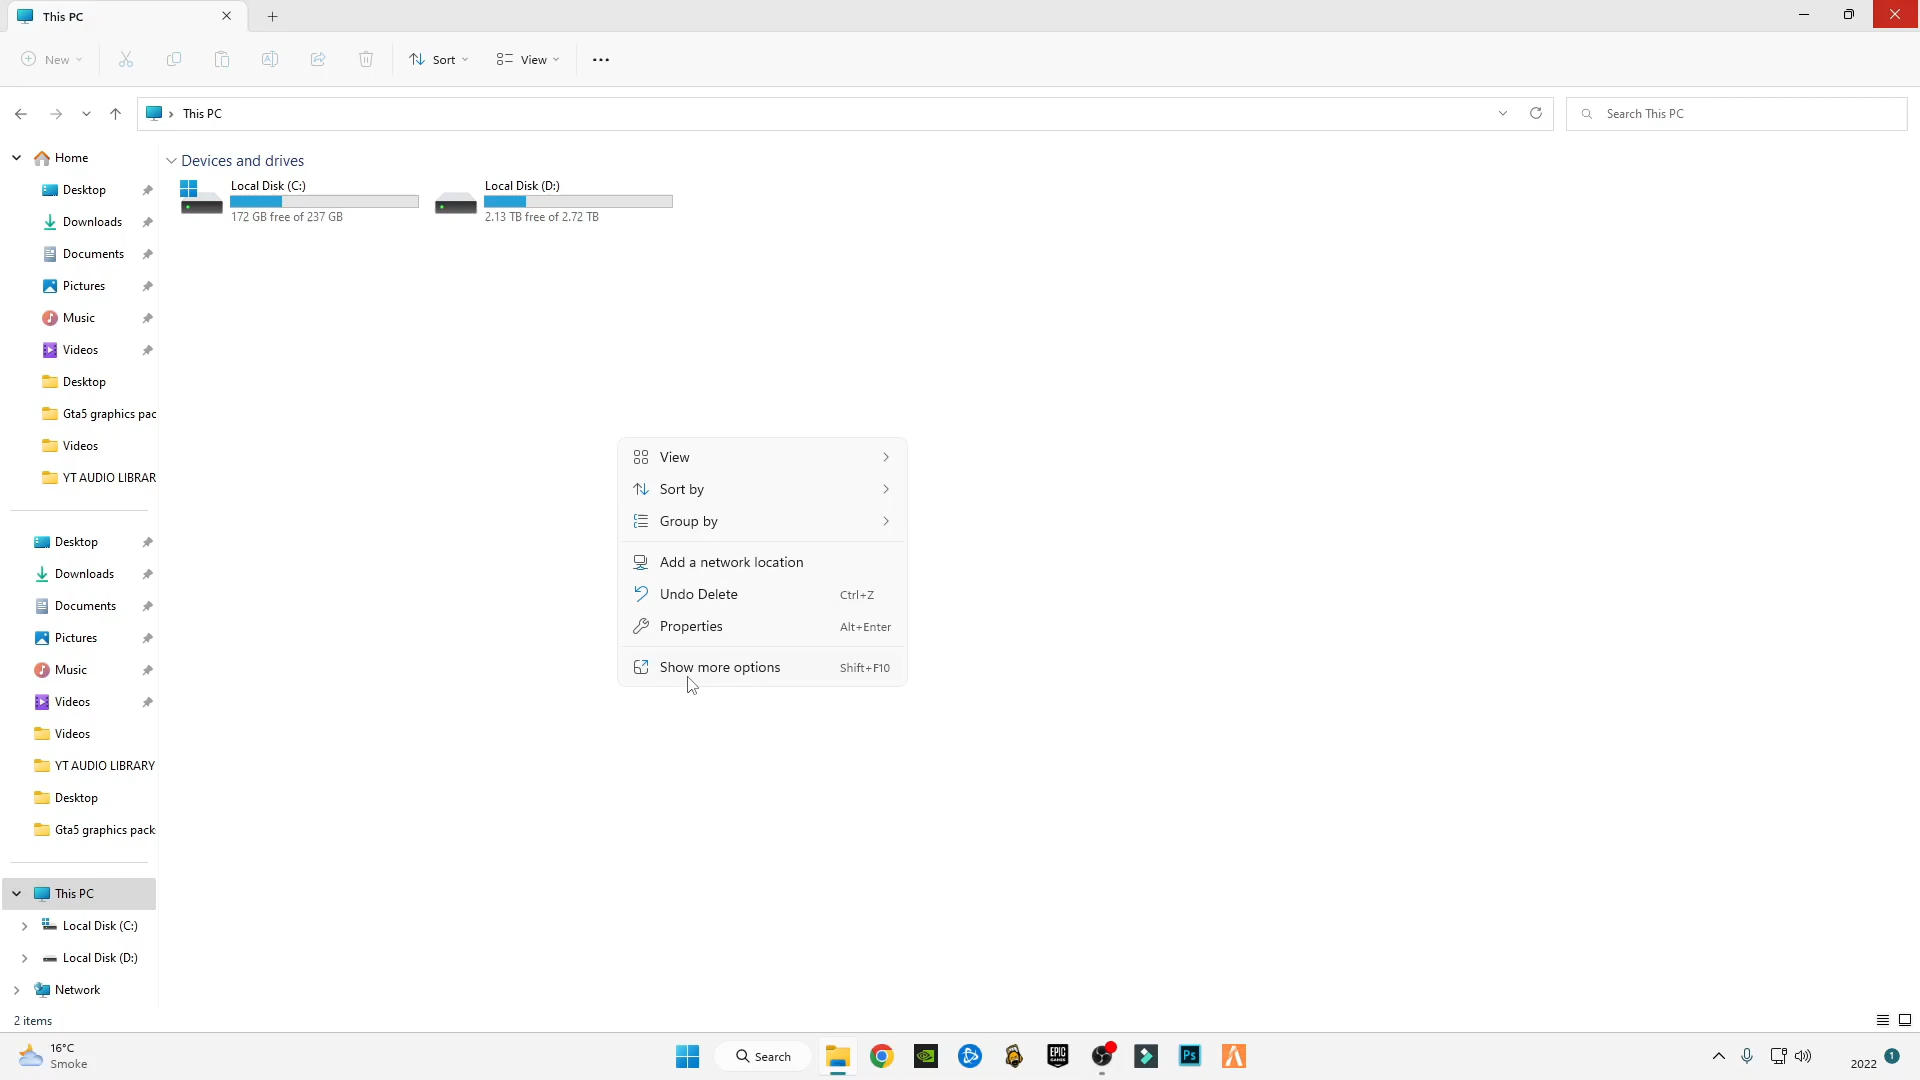 This PC
New
Sort
View
This PC
Search This PC
Home
Desktop
Downloads
Documents
Pictures
Music
Videos
Desktop
Gta5 graphics pac
Videos
YT AUDIO LIBRAR
Desktop
Downloads
Documents
Pictures
Music
Videos
Videos
YT AUDIO LIBRARY
Desktop
Gta5 graphics pack
This PC
Local Disk (C:)
Local Disk (D:)
Network
2 items
Devices and drives
Local Disk (C:)
172 GB free of 237 GB
Local Disk (D:)
2.13 TB free of 2.72 TB
View
Sort by
Group by
Add a network location
Undo Delete Ctrl+Z
Properties Alt+Enter
Show more options Shift+F10
16°C
Smoke
Search
EPIC
GAMES
Ps
2022
1